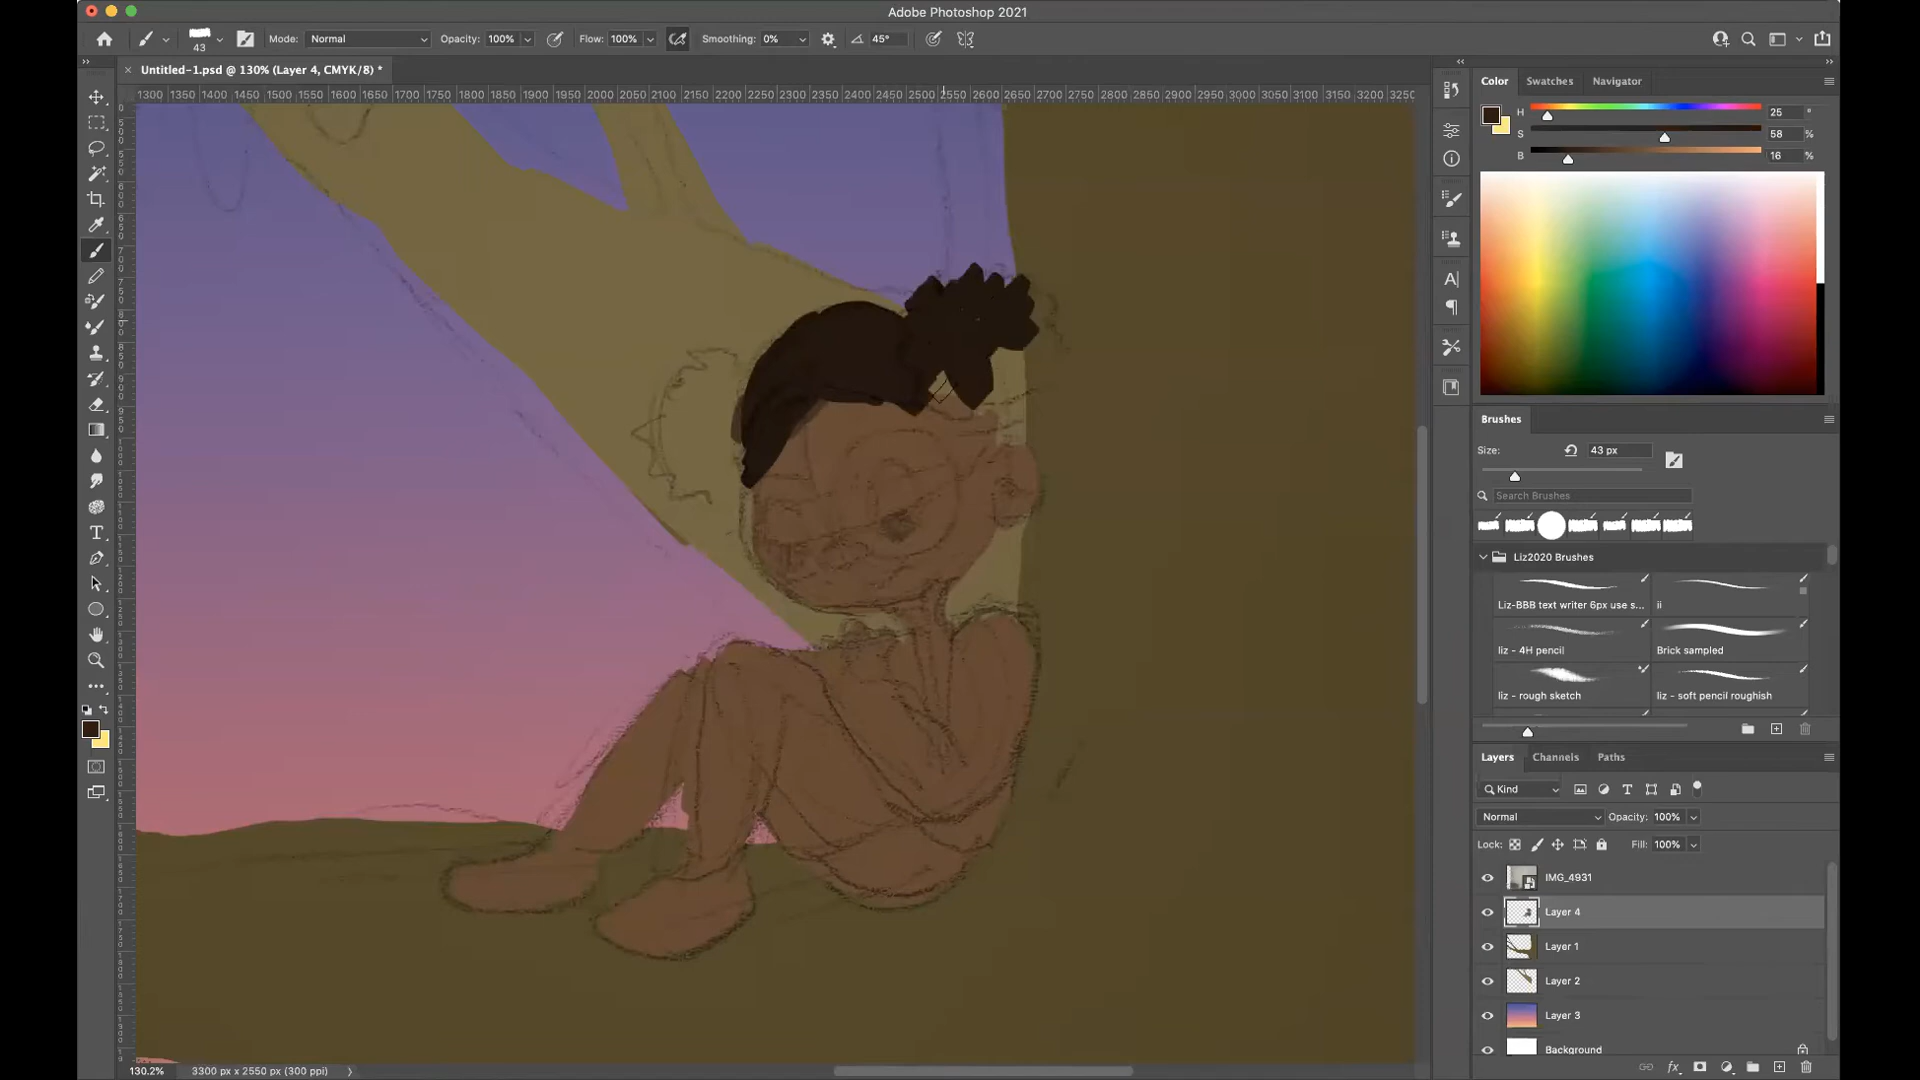 Adobe Photoshop 2021
43
Mode: Normal
Opacity: 100%
Flow: 100%
Smoothing: 0%
45°
Untitled-1.psd @ 130% (Layer 4, CMYK/8) *
1300 1350 1400 1450 1500 1550 1600 1650 1700 1750 1800 1850 1900 1950 2000 2050 2100 2150 2200 2250 2300 2350 2400 2450 2500 2550 2600 2650 2700 2750 2800 2850 2900 2950 3000 3050 3100 3150 3200 3250
Color Swatches Navigator
H 25 °
S 58 %
B 16 %
Brushes
Size: 43 px
Search Brushes
Liz2020 Brushes
Liz-BBB text writer 6px use s... ii
liz - 4H pencil Brick sampled
liz - rough sketch liz - soft pencil roughish
Layers Channels Paths
Kind
Normal Opacity: 100%
Lock: Fill: 100%
IMG_4931
Layer 4
Layer 1
Layer 2
Layer 3
Background
130.2% 3300 px x 2550 px (300 ppi)